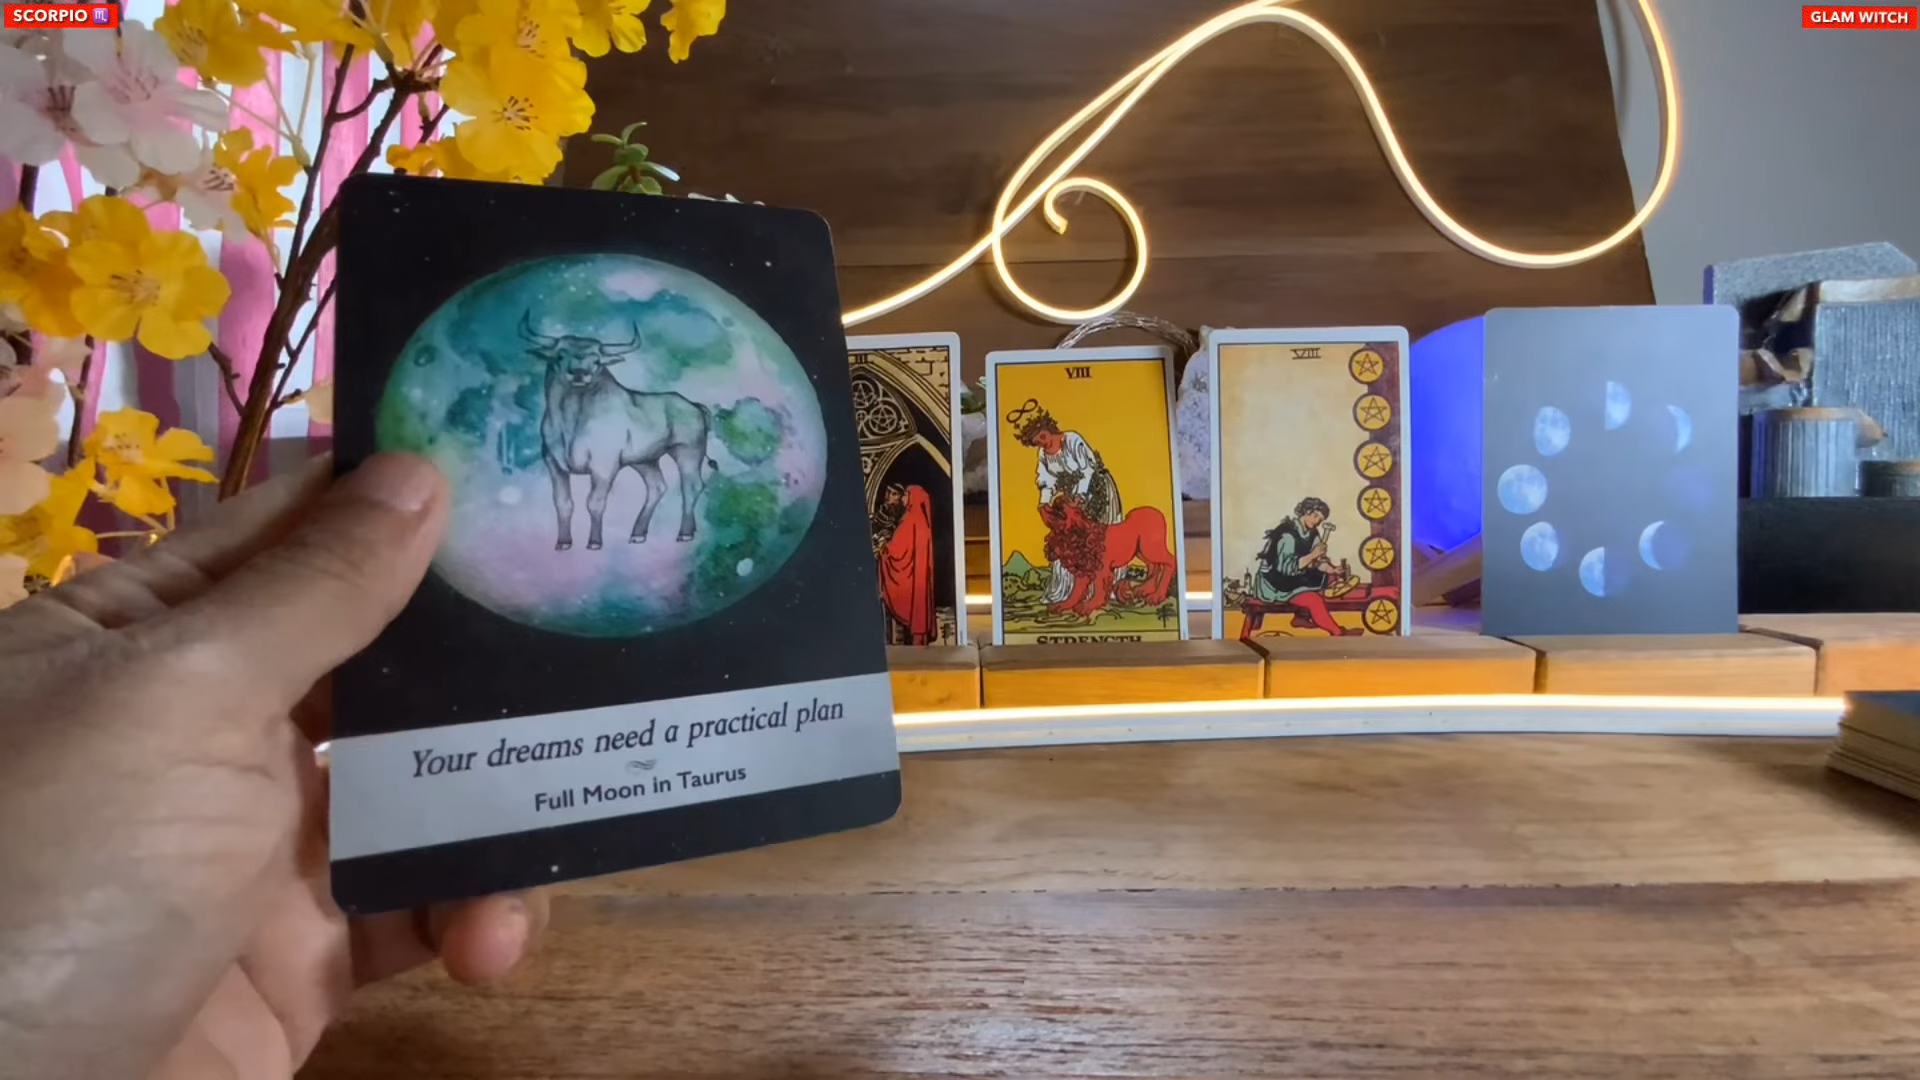 SCORPIO ♏
GLAM WITCH
Your dreams need a practical plan
Full Moon in Taurus
VIII
STRENGTH
VIII